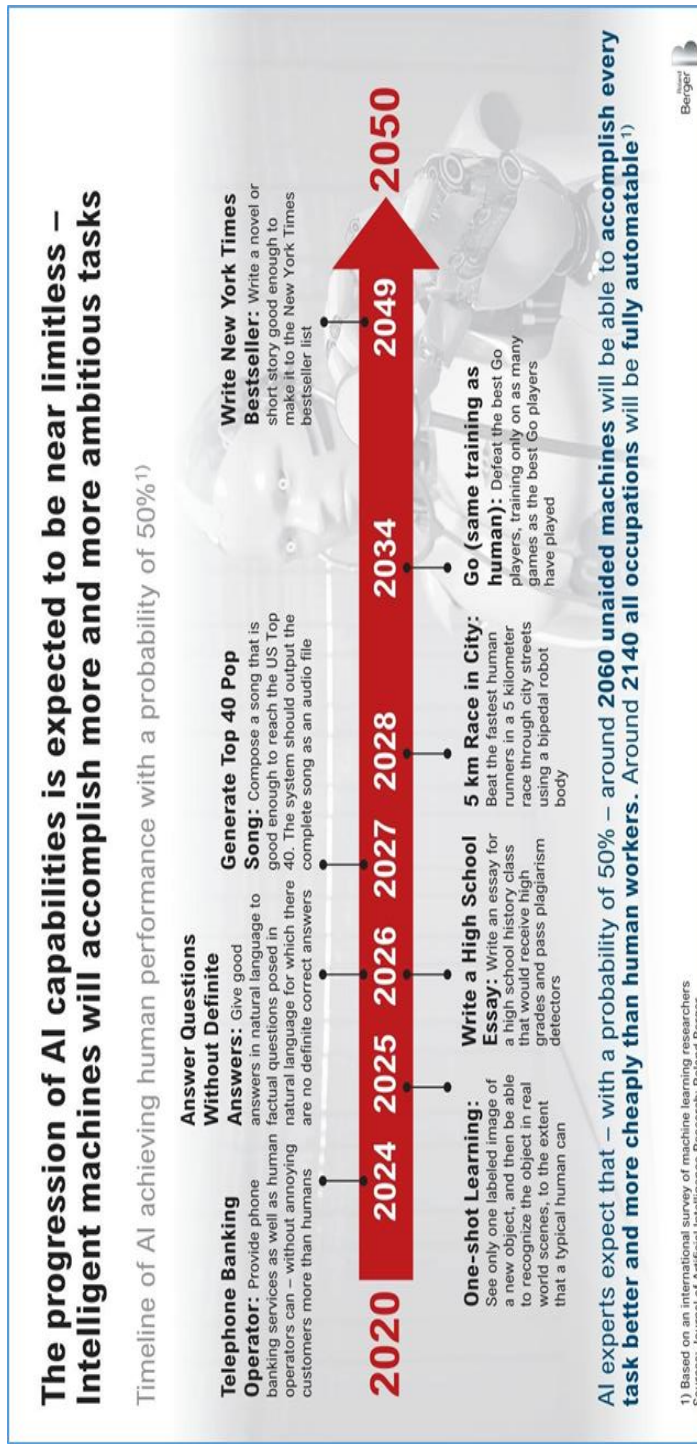 The progression of AI capabilities is expected to be near limitless –
Intelligent machines will accomplish more and more ambitious tasks
Timeline of AI achieving human performance with a probability of 50%¹⁾
Telephone Banking
Operator: Provide phone
banking services as well as human
operators can – without annoying
customers more than humans
Answer Questions
Without Definite
Answers: Give good
answers in natural language to
factual questions posed in
natural language for which there
are no definite correct answers
Generate Top 40 Pop
Song: Compose a song that is
good enough to reach the US Top
40. The system should output the
complete song as an audio file
Write New York Times
Bestseller: Write a novel or
short story good enough to
make it to the New York Times
bestseller list
2020 2024 2025 2026 2027 2028 2034 2049 2050
One-shot Learning:
See only one labeled image of
a new object, and then be able
to recognize the object in real
world scenes, to the extent
that a typical human can
Write a High School
Essay: Write an essay for
a high school history class
that would receive high
grades and pass plagiarism
detectors
5 km Race in City:
Beat the fastest human
runners in a 5 kilometer
race through city streets
using a bipedal robot
body
Go (same training as
human): Defeat the best Go
players, training only on as many
games as the best Go players
have played
AI experts expect that – with a probability of 50% – around 2060 unaided machines will be able to accomplish every
task better and more cheaply than human workers. Around 2140 all occupations will be fully automatable¹⁾
1) Based on an international survey of machine learning researchers
Roland
Berger